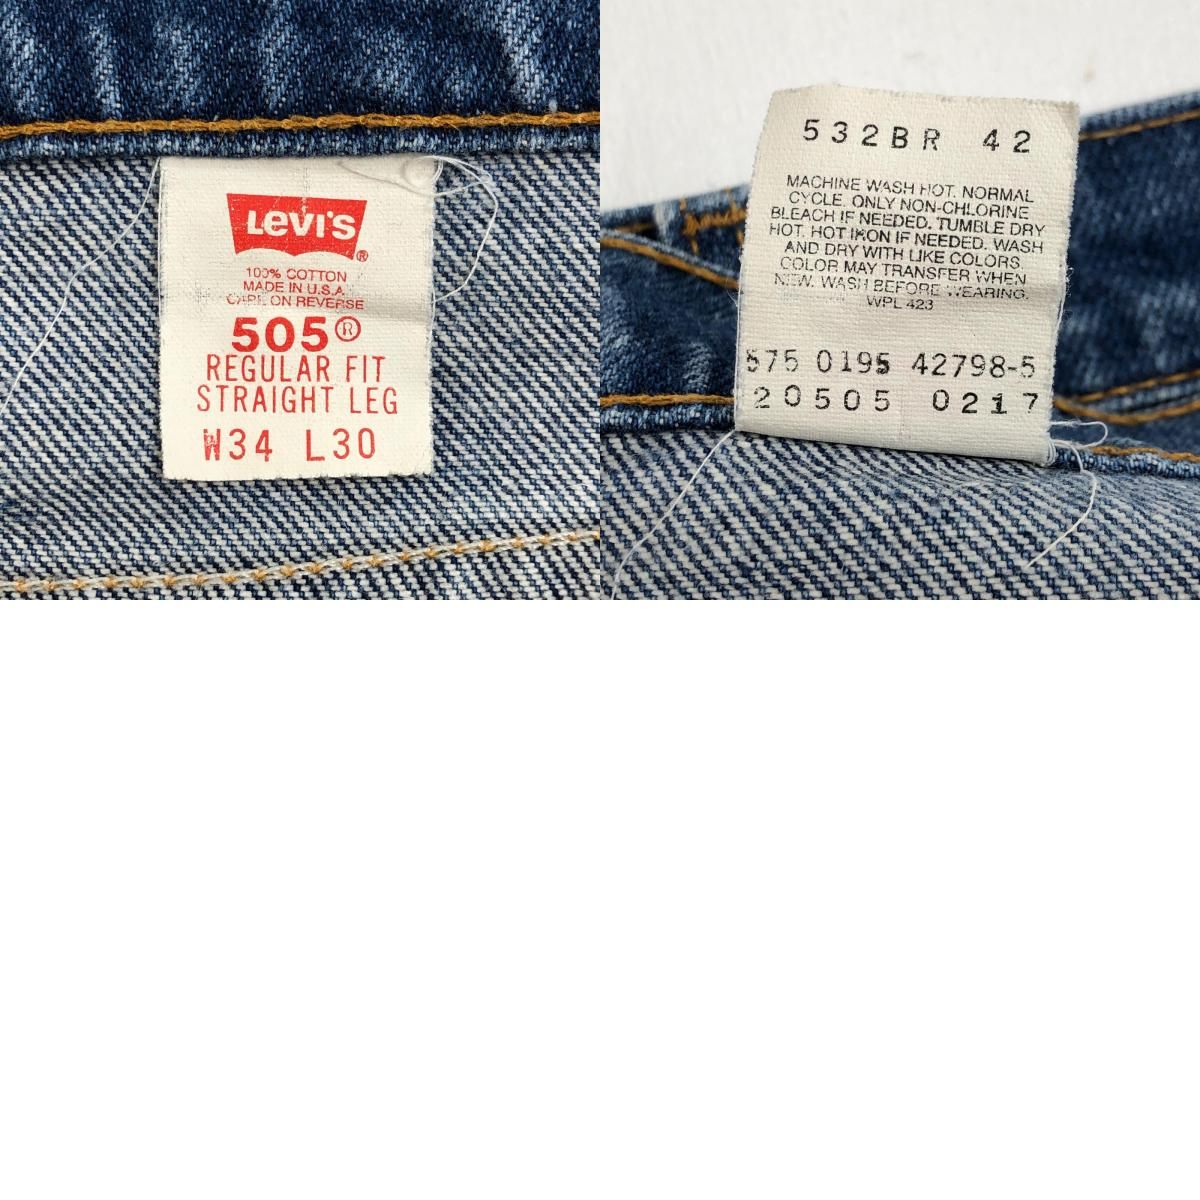 LEVI'S®
100% COTTON
MADE IN U.S.A.
CARE ON REVERSE
505®
REGULAR FIT
STRAIGHT LEG
W34 L30
532BR 42
MACHINE WASH HOT. NORMAL
CYCLE. ONLY NON-CHLORINE
BLEACH IF NEEDED. TUMBLE DRY
HOT. HOT IRON IF NEEDED. WASH
AND DRY WITH LIKE COLORS
COLOR MAY TRANSFER WHEN
NEW. WASH BEFORE WEARING.
WPL 423
575 0195 42798-5
20505 0217